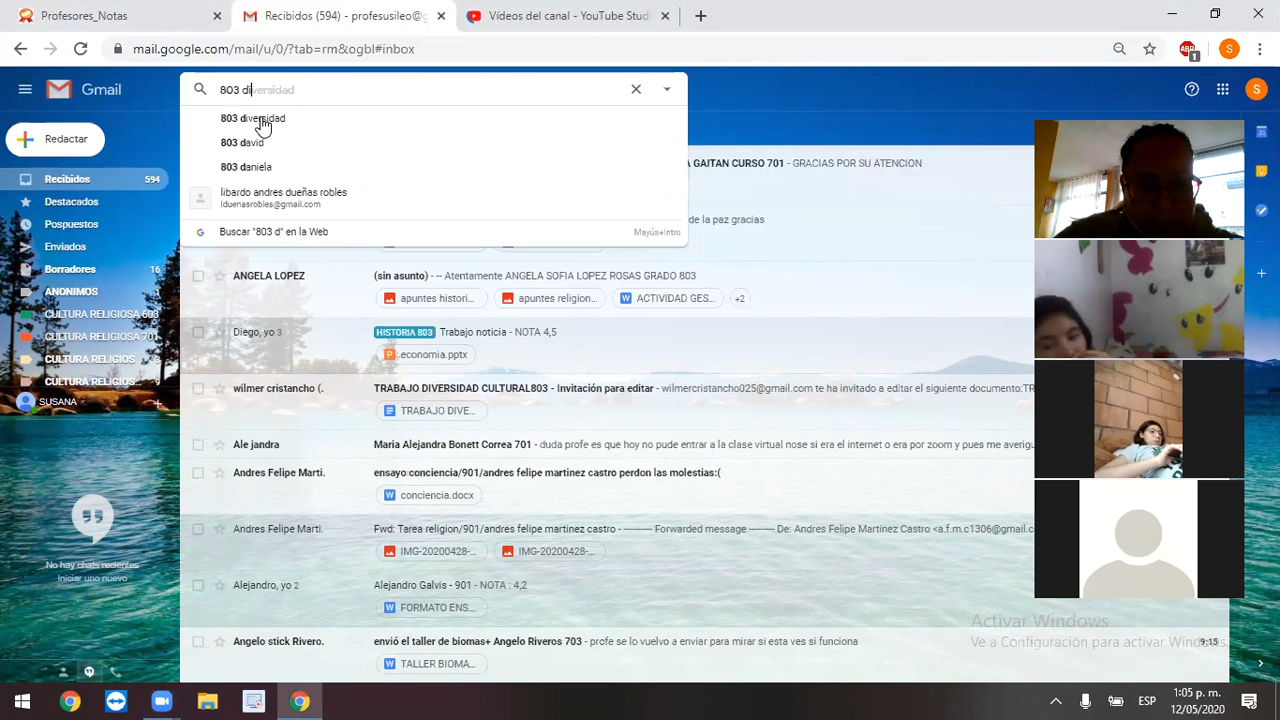 Profesores_Notas
Recibidos (594) - profesusileo@g
Vídeos del canal - YouTube Stud
mail.google.com/mail/u/0/?tab=rm&ogbl#inbox
1
S
Gmail
803 diversidad
S
803 diversidad
803 david
803 daniela
libardo andres dueñas robles
lduenasrobles@gmail.com
Buscar "803 d" en la Web
Mayús+Intro
Redactar
Recibidos 594
Destacados
Pospuestos
Enviados
Borradores 16
ANONIMOS 1
CULTURA RELIGIOSA 603
CULTURA RELIGIOSA 701
CULTURA RELIGIOS...
CULTURA RELIGIOS... 9
SUSANA
No hay chats recientes
Iniciar uno nuevo
A GAITAN CURSO 701 - GRACIAS POR SU ATENCION
de la paz gracias
ANGELA LOPEZ (sin asunto) - -- Atentamente ANGELA SOFIA LOPEZ ROSAS GRADO 803
apuntes histori... apuntes religion... ACTIVIDAD GES... +2
Diego, yo 3 HISTORIA 803 Trabajo noticia - NOTA 4,5
economia.pptx
wilmer cristancho (. TRABAJO DIVERSIDAD CULTURAL803 - Invitación para editar - wilmercristancho025@gmail.com te ha invitado a editar el siguiente documento:TR
TRABAJO DIVE...
Ale jandra Maria Alejandra Bonett Correa 701 - duda profe es que hoy no pude entrar a la clase virtual nose si era el internet o era por zoom y pues me averigu
Andres Felipe Marti. ensayo conciencia/901/andres felipe martinez castro perdon las molestias:(
conciencia.docx
Andres Felipe Marti. Fwd: Tarea religion/901/andres felipe martinez castro - ---------- Forwarded message --------- De: Andres Felipe Martinez Castro <a.f.m.c1306@gmail.c
IMG-20200428-... IMG-20200428-...
Alejandro, yo 2 Alejandro Galvis - 901 - NOTA : 4,2
FORMATO ENS...
Angelo stick Rivero. envió el taller de biomas+ Angelo Riveros 703 - profe se lo vuelvo a enviar para mirar si esta ves si funciona 9:15
TALLER BIOMA...
Activar Windows
Ve a Configuración para activar Windows.
ESP
1:05 p. m.
12/05/2020